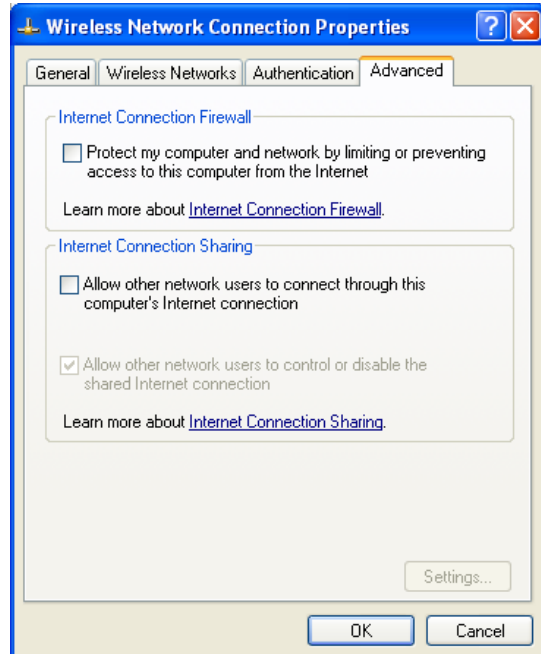 Wireless Network Connection Properties
General Wireless Networks Authentication Advanced
Internet Connection Firewall
Protect my computer and network by limiting or preventing
access to this computer from the Internet
Learn more about Internet Connection Firewall.
Internet Connection Sharing
Allow other network users to connect through this
computer's Internet connection
Allow other network users to control or disable the
shared Internet connection
Learn more about Internet Connection Sharing.
Settings...
OK Cancel